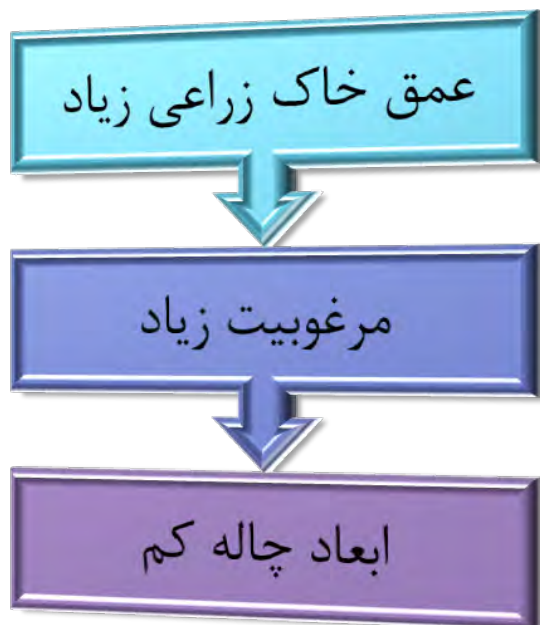 عمق خاک زراعی زیاد
مرغوبیت زیاد
ابعاد چاله کم